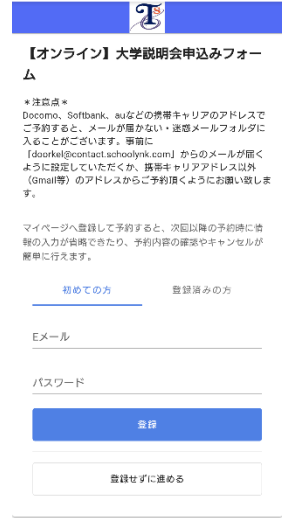 【オンライン】大学説明会申込みフォー
ム
＊注意点＊
Docomo、Softbank、auなどの携帯キャリアのアドレスで
ご予約すると、メールが届かない・迷惑メールフォルダに
入ることがございます。事前に
「doorkel@contact.schoolynk.com」からのメールが届く
ように設定していただくか、携帯キャリアアドレス以外
（Gmail等）のアドレスからご予約頂くようにお願い致しま
す。
マイページへ登録して予約すると、次回以降の予約時に情
報の入力が省略できたり、予約内容の確認やキャンセルが
簡単に行えます。
初めての方 登録済みの方
Eメール
パスワード
登録
登録せずに進める